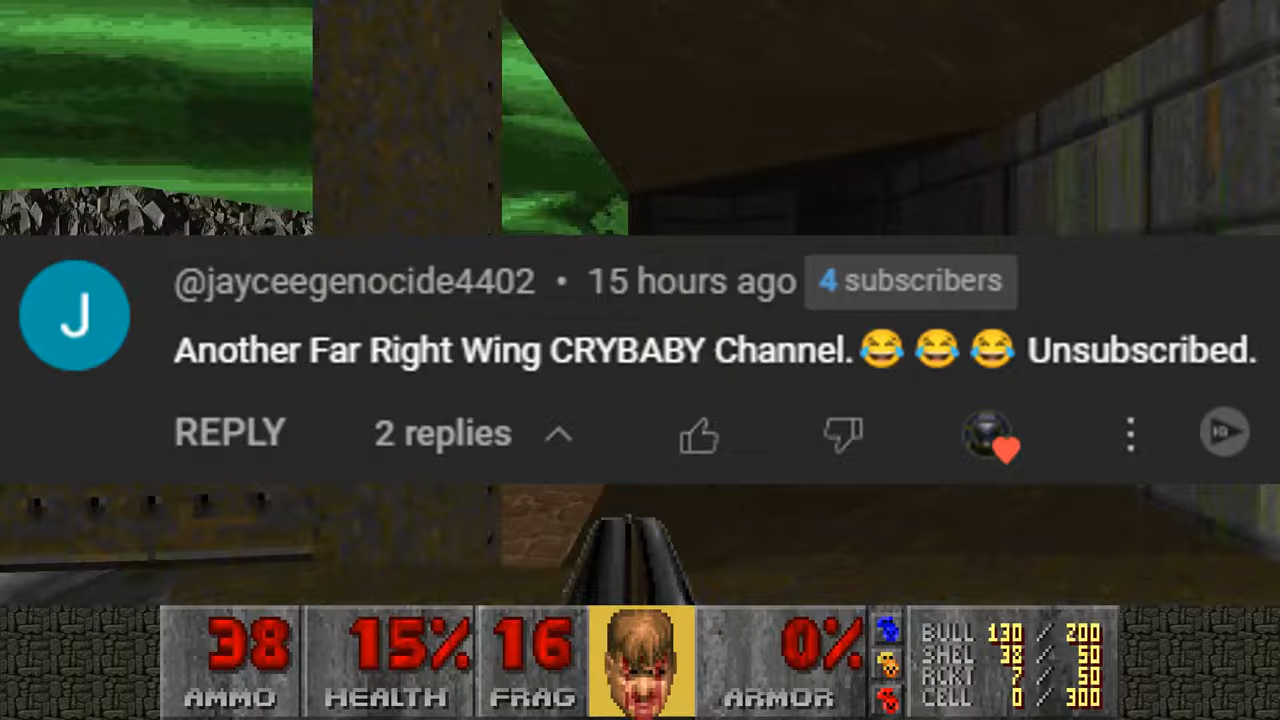 J
@jayceegenocide4402 • 15 hours ago 4 subscribers
Another Far Right Wing CRYBABY Channel.😂😂😂 Unsubscribed.
REPLY 2 replies
38 15% 16 0%
AMMO HEALTH FRAG ARMOR
BULL 130 / 200
SHEL 38 / 50
RCKT 7 / 50
CELL 0 / 300